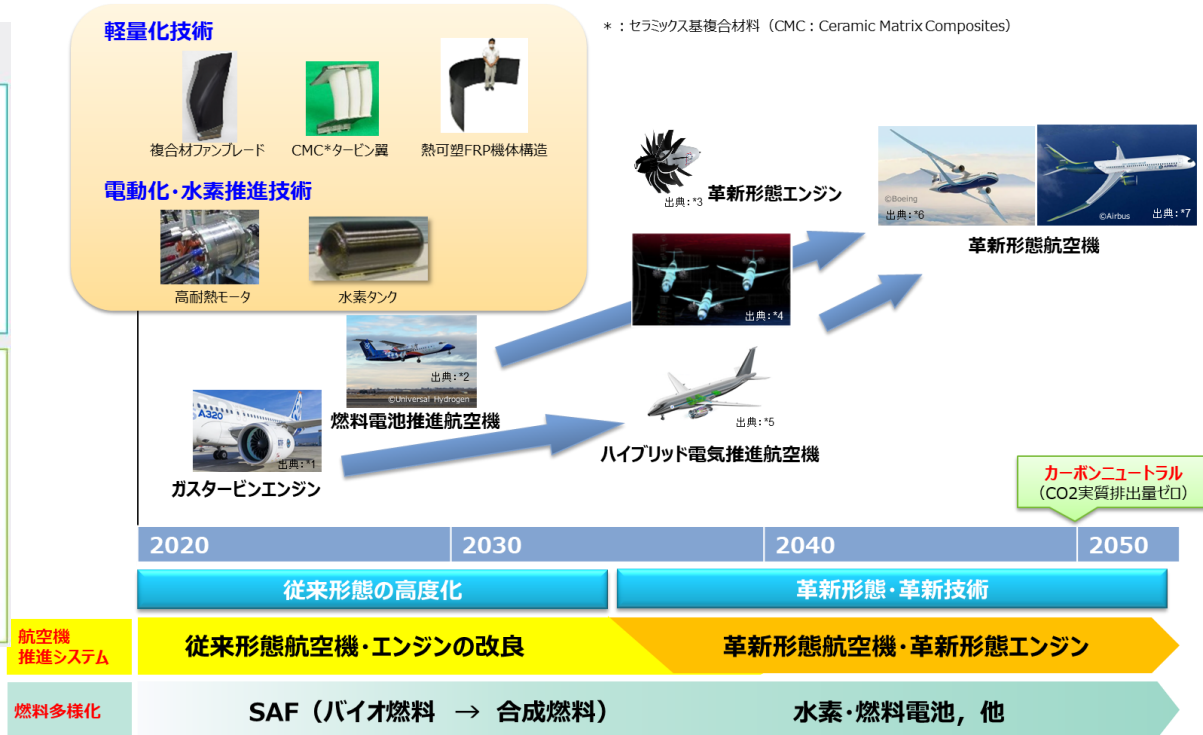 軽量化技術
複合材ファンブレード
CMC*タービン翼
熱可塑FRP機体構造
電動化・水素推進技術
高耐熱モータ
水素タンク
*：セラミックス基複合材料（CMC：Ceramic Matrix Composites）
出典：*3
革新形態エンジン
©Boeing
出典：*6
©Airbus
出典：*7
革新形態航空機
出典：*4
出典：*2
©Universal Hydrogen
燃料電池推進航空機
A320
出典：*1
ガスタービンエンジン
出典：*5
ハイブリッド電気推進航空機
カーボンニュートラル
（CO2実質排出量ゼロ）
2020
2030
2040
2050
従来形態の高度化
革新形態・革新技術
航空機
推進システム
従来形態航空機・エンジンの改良
革新形態航空機・革新形態エンジン
燃料多様化
SAF（バイオ燃料 → 合成燃料）
水素・燃料電池，他